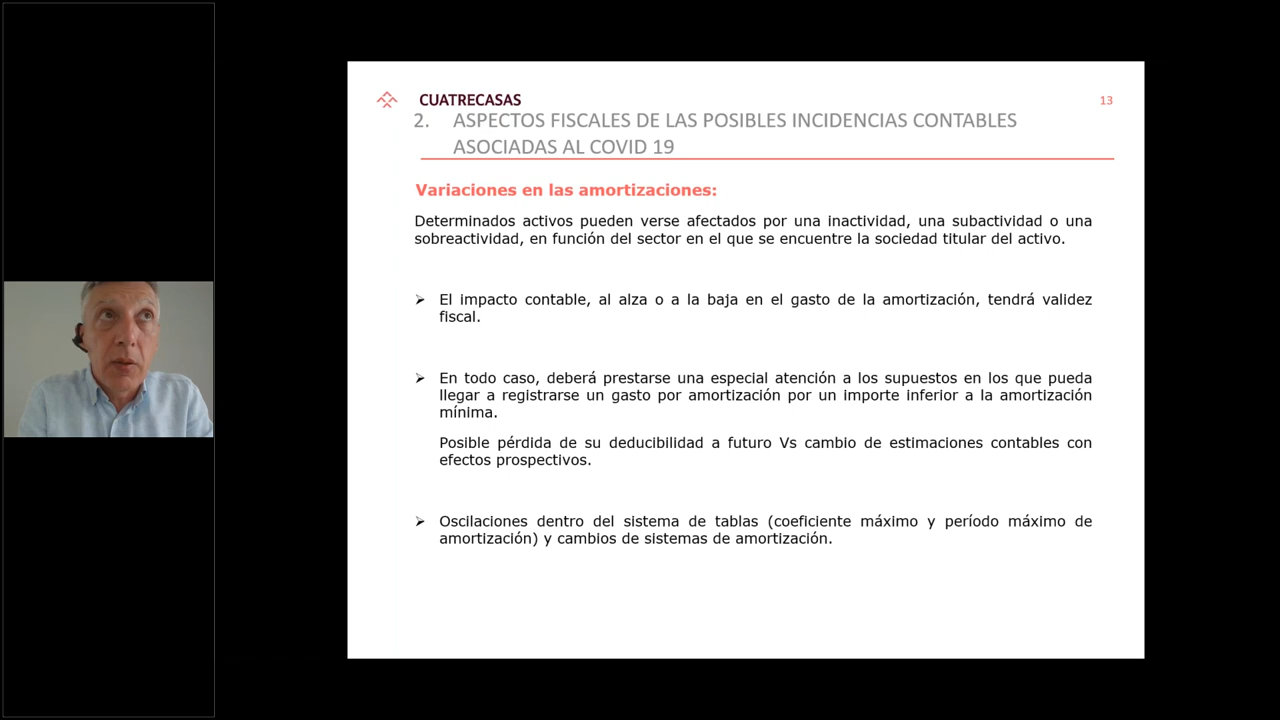 CUATRECASAS
13
2. ASPECTOS FISCALES DE LAS POSIBLES INCIDENCIAS CONTABLES
ASOCIADAS AL COVID 19
Variaciones en las amortizaciones:
Determinados activos pueden verse afectados por una inactividad, una subactividad o una
sobreactividad, en función del sector en el que se encuentre la sociedad titular del activo.
➢ El impacto contable, al alza o a la baja en el gasto de la amortización, tendrá validez
fiscal.
➢ En todo caso, deberá prestarse una especial atención a los supuestos en los que pueda
llegar a registrarse un gasto por amortización por un importe inferior a la amortización
mínima.
Posible pérdida de su deducibilidad a futuro Vs cambio de estimaciones contables con
efectos prospectivos.
➢ Oscilaciones dentro del sistema de tablas (coeficiente máximo y período máximo de
amortización) y cambios de sistemas de amortización.